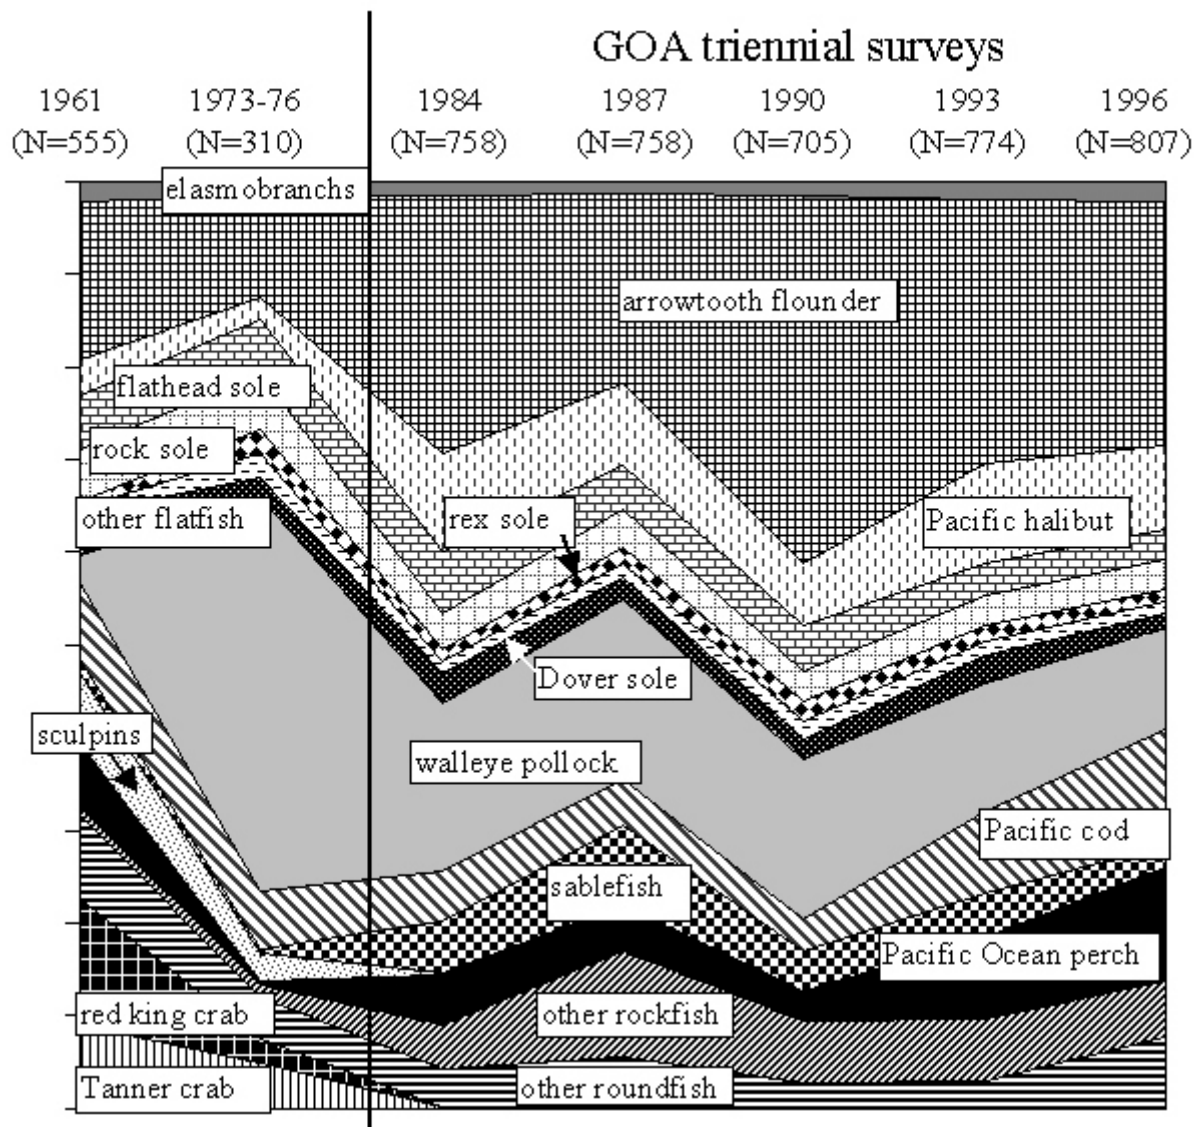 GOA triennial surveys
1961 1973-76 1984 1987 1990 1993 1996
(N=555) (N=310) (N=758) (N=758) (N=705) (N=774) (N=807)
elasmobranchs
arrowtooth flounder
flathead sole
rock sole
other flatfish
rex sole
Pacific halibut
Dover sole
sculpins
walleye pollock
Pacific cod
sablefish
Pacific Ocean perch
red king crab
other rockfish
Tanner crab
other roundfish